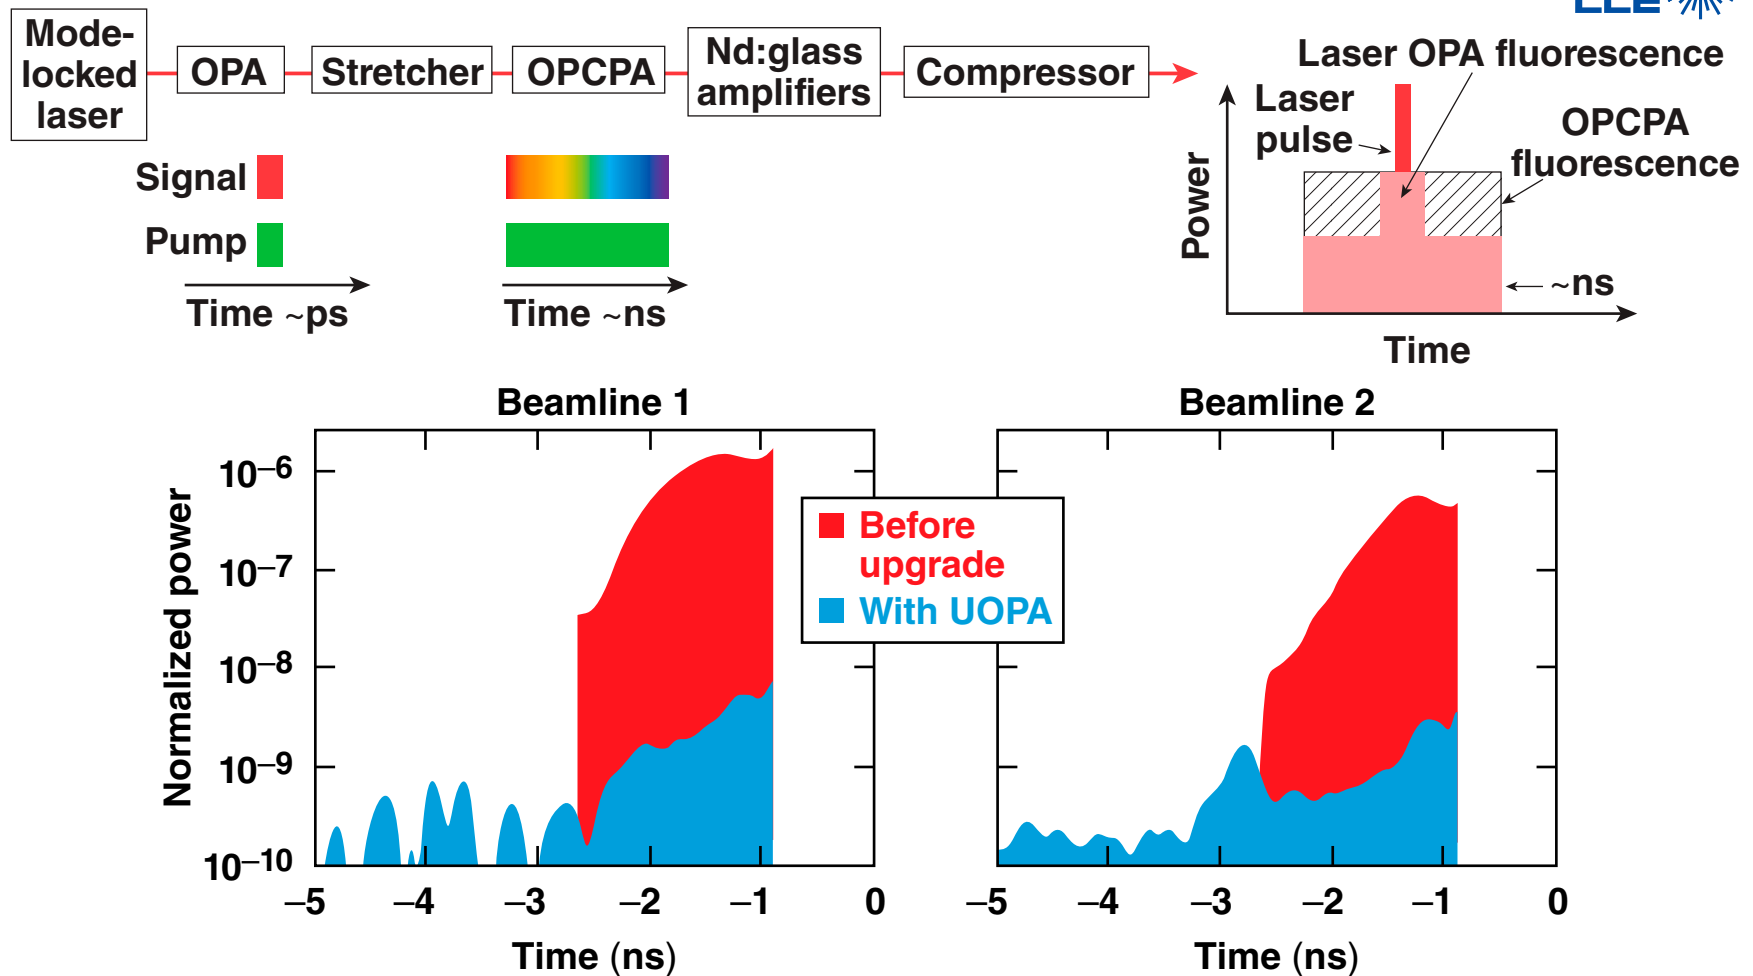 LLE
Mode-
locked
laser
OPA
Stretcher
OPCPA
Nd:glass
amplifiers
Compressor
Signal
Pump
Time ~ps
Time ~ns
Laser OPA fluorescence
Laser
pulse
OPCPA
fluorescence
~ns
Power
Time
Beamline 1
Beamline 2
Normalized power
10–6
10–7
10–8
10–9
10–10
–5 –4 –3 –2 –1 0
Time (ns)
Before
upgrade
With UOPA
–5 –4 –3 –2 –1 0
Time (ns)